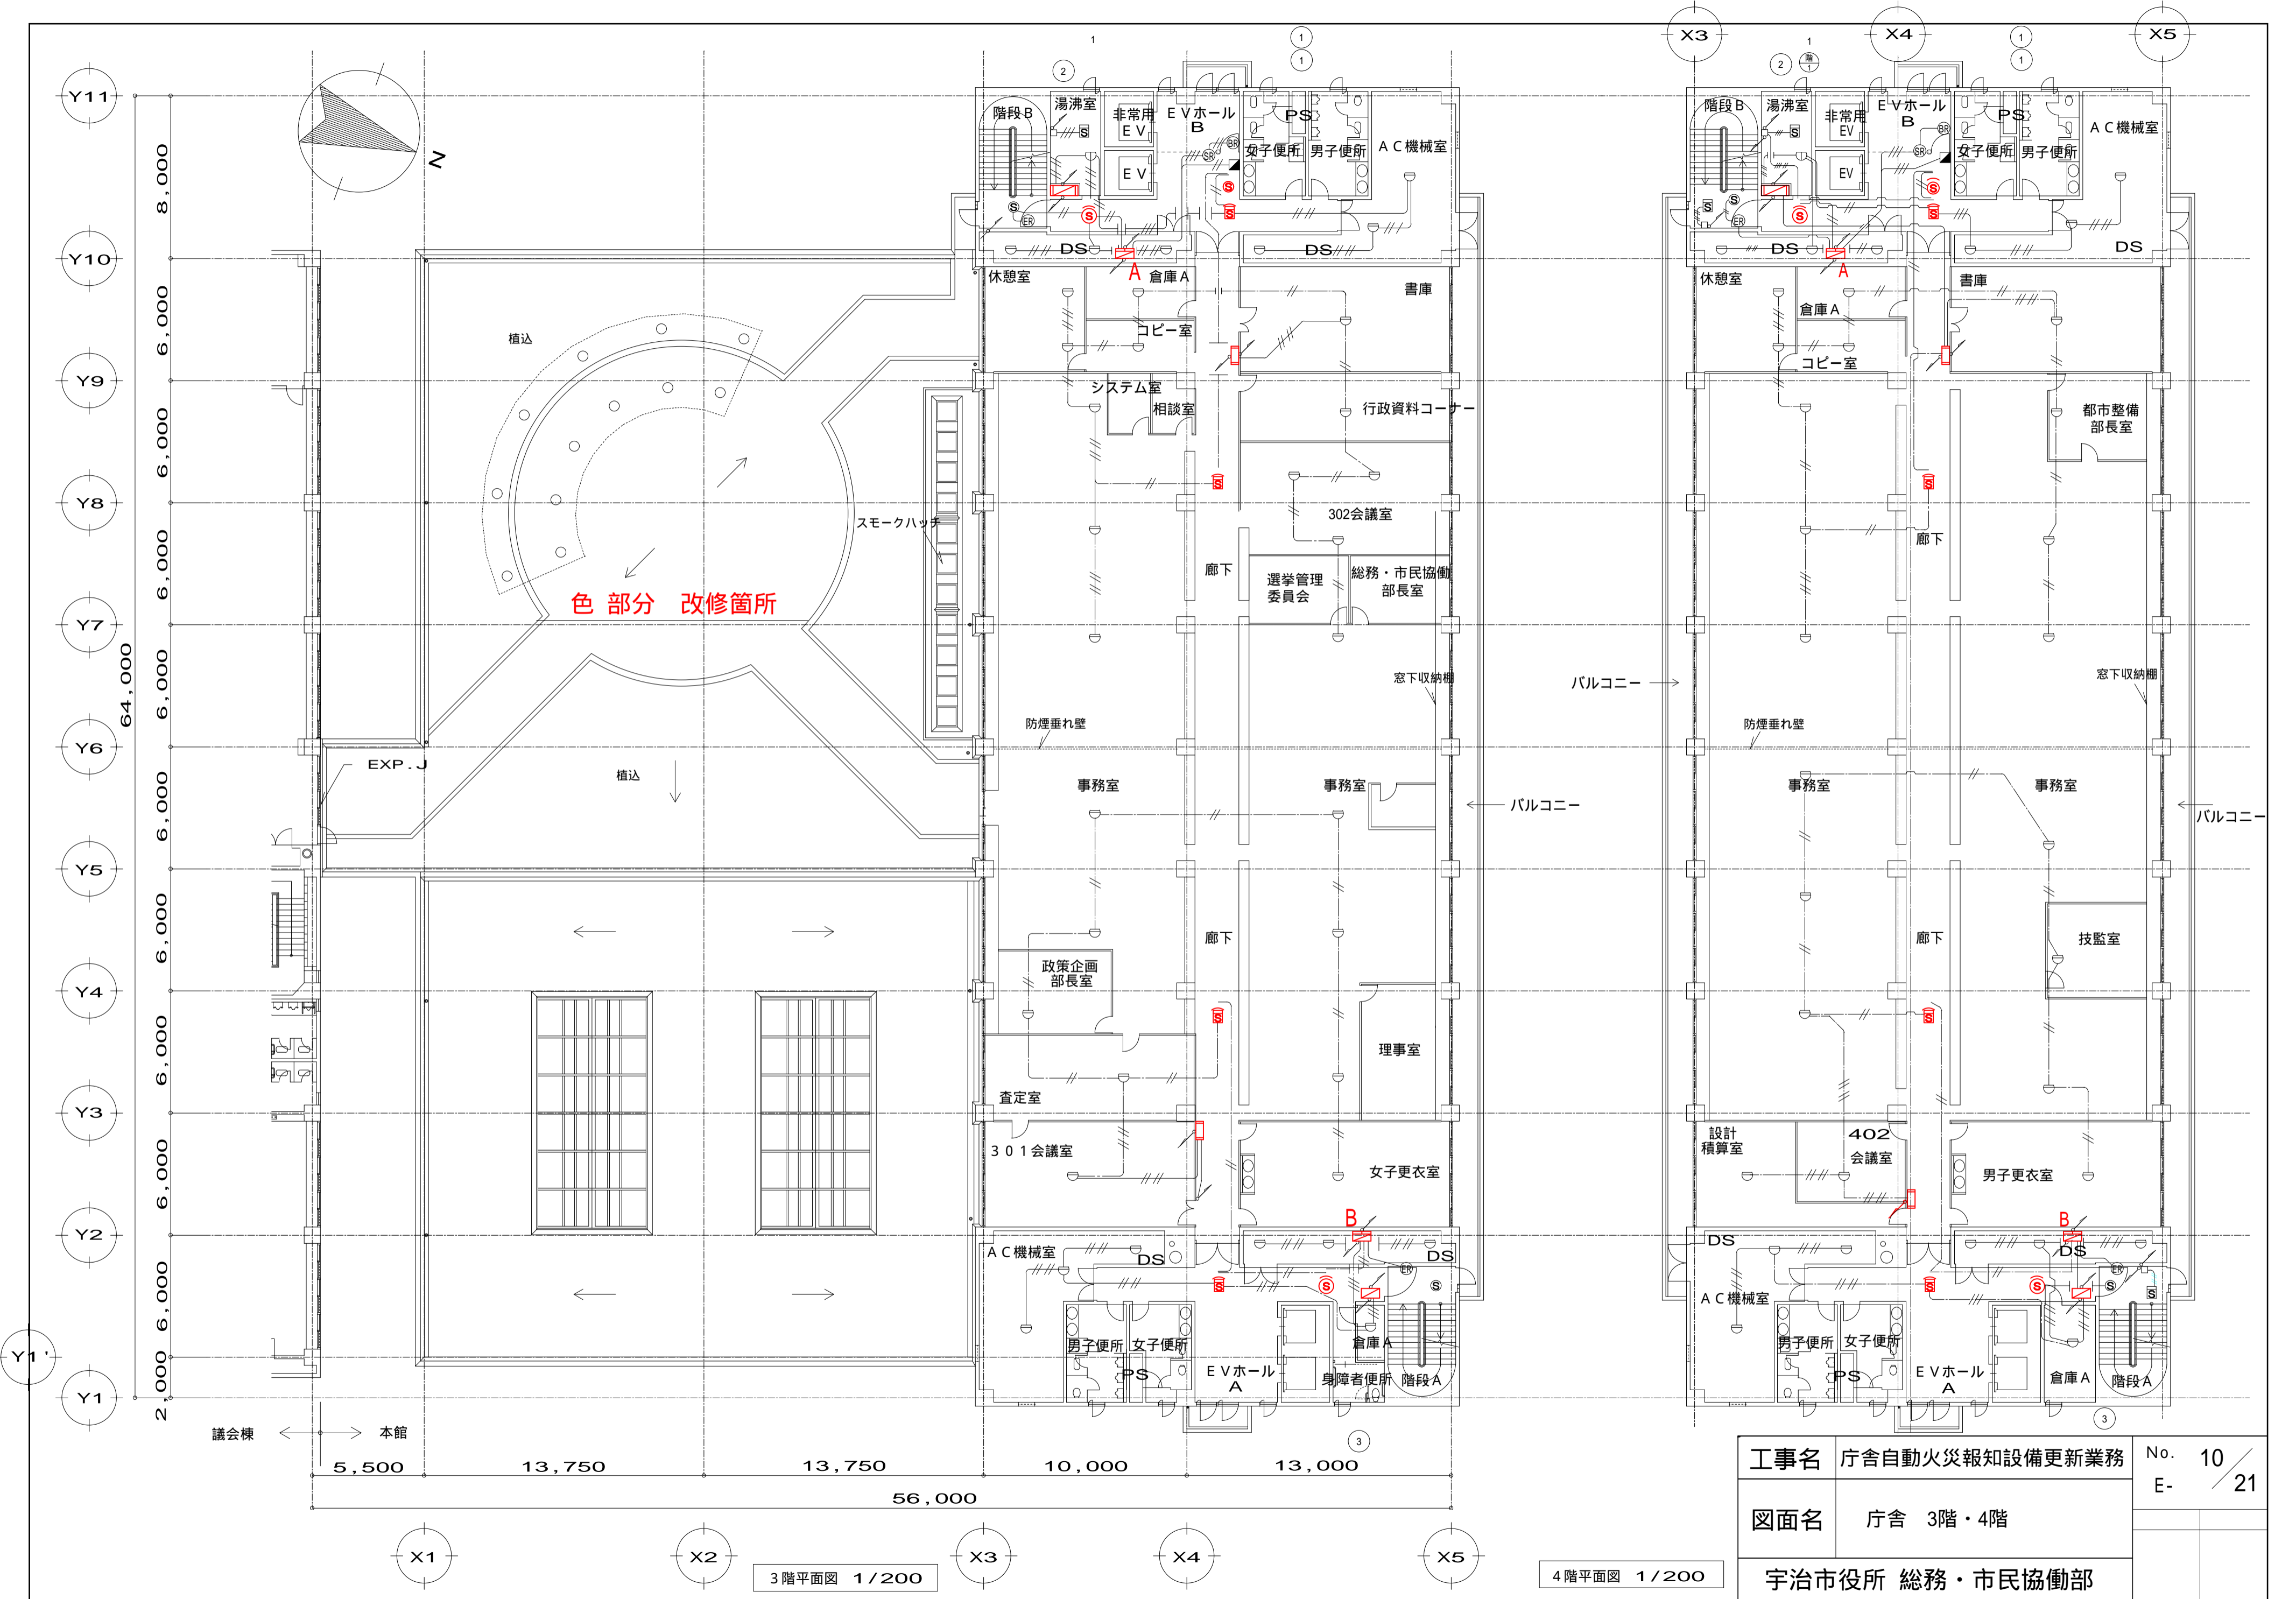 X3
X4
X5
1
1
1
2
1
2
階
1
1
1
Y11
Y10
Y9
Y8
Y7
Y6
Y5
Y4
Y3
Y2
Y1'
Y1
8,000
6,000
6,000
6,000
6,000
6,000
6,000
6,000
6,000
6,000
2,000
64,000
N
植込
スモークハッチ
色 部分　改修箇所
EXP.J
植込
議会棟
本館
階段B
湯沸室
非常用
EV
EV
EVホール
B
PS
女子便所
男子便所
AC機械室
S
SR
BR
S
S
S
S
ER
DS
DS
A
休憩室
倉庫A
書庫
コピー室
システム室
相談室
行政資料コーナー
S
302会議室
廊下
選挙管理
委員会
総務・市民協働
部長室
窓下収納棚
防煙垂れ壁
事務室
事務室
バルコニー
廊下
政策企画
部長室
S
理事室
査定室
301会議室
女子更衣室
B
AC機械室
DS
DS
ER
S
S
S
男子便所
女子便所
PS
EVホール
A
倉庫A
身障者便所
階段A
3
階段B
湯沸室
非常用
EV
EV
EVホール
B
PS
女子便所
男子便所
AC機械室
S
SR
BR
S
S
S
S
S
ER
DS
DS
A
休憩室
倉庫A
書庫
コピー室
都市整備
部長室
S
廊下
バルコニー
窓下収納棚
防煙垂れ壁
事務室
事務室
バルコニー
廊下
技監室
S
設計
積算室
402
会議室
男子更衣室
B
DS
DS
AC機械室
S
S
ER
S
S
男子便所
女子便所
PS
EVホール
A
倉庫A
階段A
3
5,500
13,750
13,750
10,000
13,000
56,000
X1
X2
X3
X4
X5
3階平面図 1/200
4階平面図 1/200
工事名
庁舎自動火災報知設備更新業務
No. 10
E- 21
図面名
庁舎　3階・4階
宇治市役所 総務・市民協働部